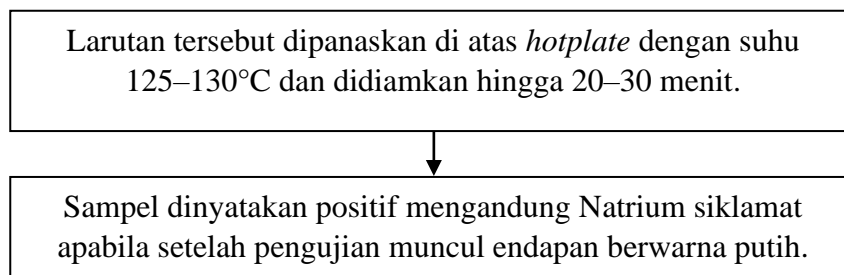 Larutan tersebut dipanaskan di atas hotplate dengan suhu
125–130°C dan didiamkan hingga 20–30 menit.
Sampel dinyatakan positif mengandung Natrium siklamat
apabila setelah pengujian muncul endapan berwarna putih.